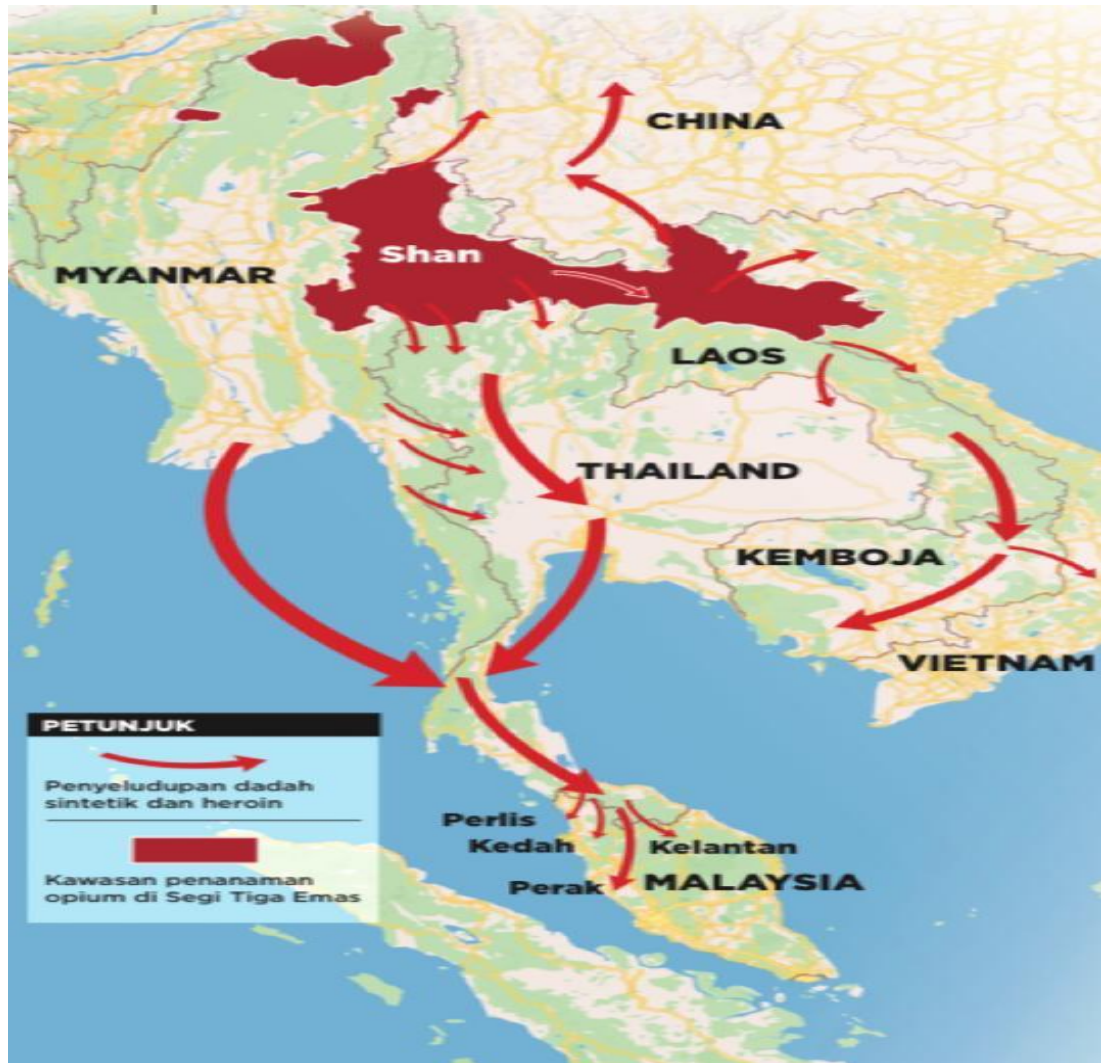 CHINA
Shan
MYANMAR
LAOS
THAILAND
KEMBOJA
VIETNAM
PETUNJUK
Penyeludupan dadah
sintetik dan heroin
Kawasan penanaman
opium di Segi Tiga Emas
Perlis
Kedah
Kelantan
Perak
MALAYSIA